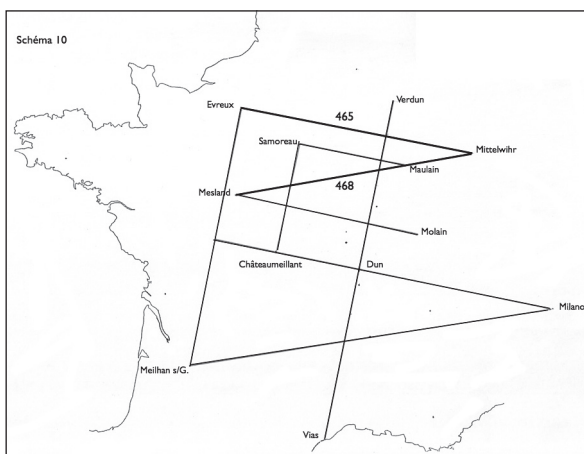 Schéma 10
Verdun
Evreux
465
Samoreau
Mittelwihr
Maulain
468
Mesland
Molain
Châteaumeillant
Dun
Milano
Meilhan s/G.
Vias